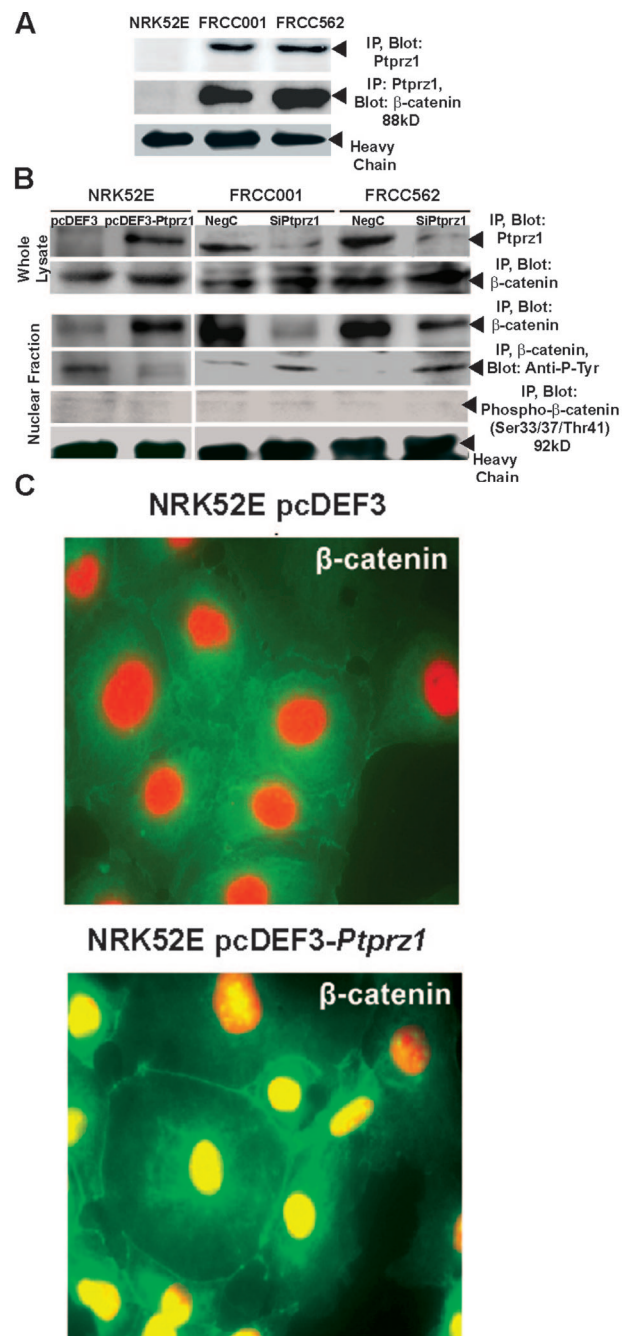 A
NRK52E FRCC001 FRCC562
IP, Blot:
Ptprz1
IP: Ptprz1,
Blot: β-catenin
88kD
Heavy
Chain
B
NRK52E FRCC001 FRCC562
pcDEF3 pcDEF3-Ptprz1 NegC SiPtprz1 NegC SiPtprz1
Whole
Lysate
IP, Blot:
Ptprz1
IP, Blot:
β-catenin
Nuclear Fraction
IP, Blot:
β-catenin
IP, β-catenin,
Blot: Anti-P-Tyr
IP, Blot:
Phospho-β-catenin
(Ser33/37/Thr41)
92kD
Heavy
Chain
C
NRK52E pcDEF3
β-catenin
NRK52E pcDEF3-Ptprz1
β-catenin